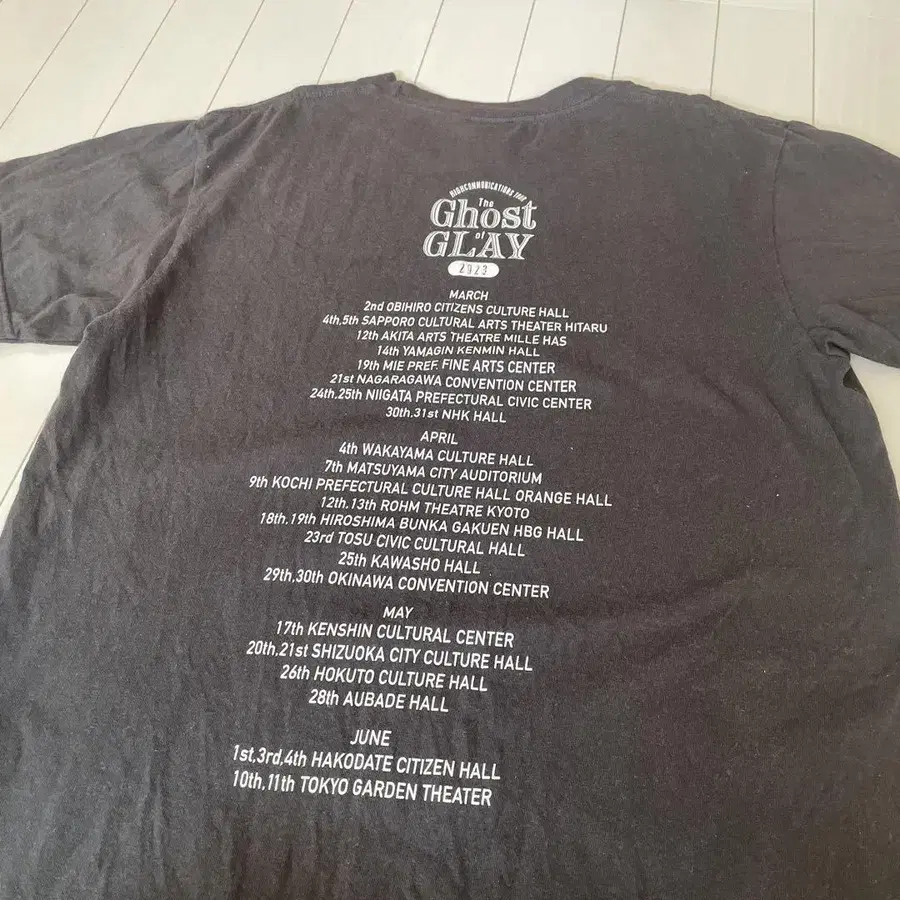 HIGHCOMMUNICATIONS TOUR
The
Ghost
of
GLAY
2023
MARCH
2nd OBIHIRO CITIZENS CULTURE HALL
4th,5th SAPPORO CULTURAL ARTS THEATER HITARU
12th AKITA ARTS THEATRE MILLE HAS
14th YAMAGIN KENMIN HALL
19th MIE PREF. FINE ARTS CENTER
21st NAGARAGAWA CONVENTION CENTER
24th,25th NIIGATA PREFECTURAL CIVIC CENTER
30th,31st NHK HALL
APRIL
4th WAKAYAMA CULTURE HALL
7th MATSUYAMA CITY AUDITORIUM
9th KOCHI PREFECTURAL CULTURE HALL ORANGE HALL
12th,13th ROHM THEATRE KYOTO
18th,19th HIROSHIMA BUNKA GAKUEN HBG HALL
23rd TOSU CIVIC CULTURAL HALL
25th KAWASHO HALL
29th,30th OKINAWA CONVENTION CENTER
MAY
17th KENSHIN CULTURAL CENTER
20th,21st SHIZUOKA CITY CULTURE HALL
26th HOKUTO CULTURE HALL
28th AUBADE HALL
JUNE
1st,3rd,4th HAKODATE CITIZEN HALL
10th,11th TOKYO GARDEN THEATER